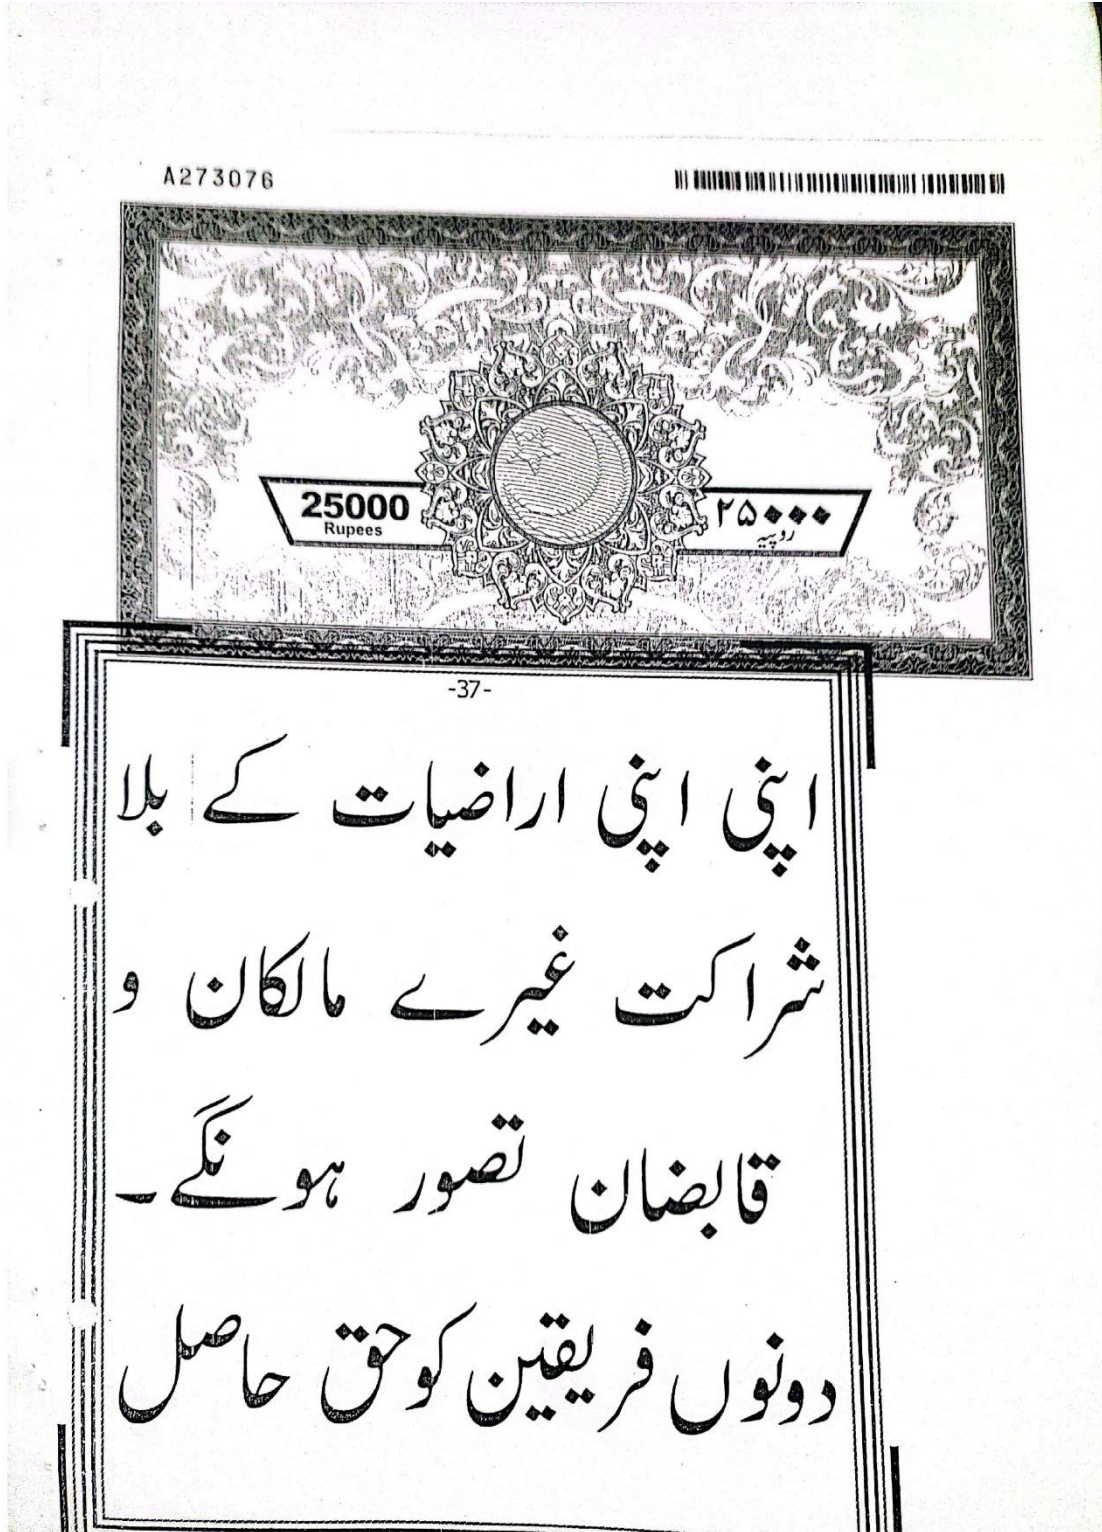 A273076
25000
Rupees
۲۵۰۰۰
روپیہ
-37-
اپنی اپنی اراضیات کے بلا
شراکت غیرے مالکان و
قابضان تصور ہونگے۔
دونوں فریقین کو حق حاصل